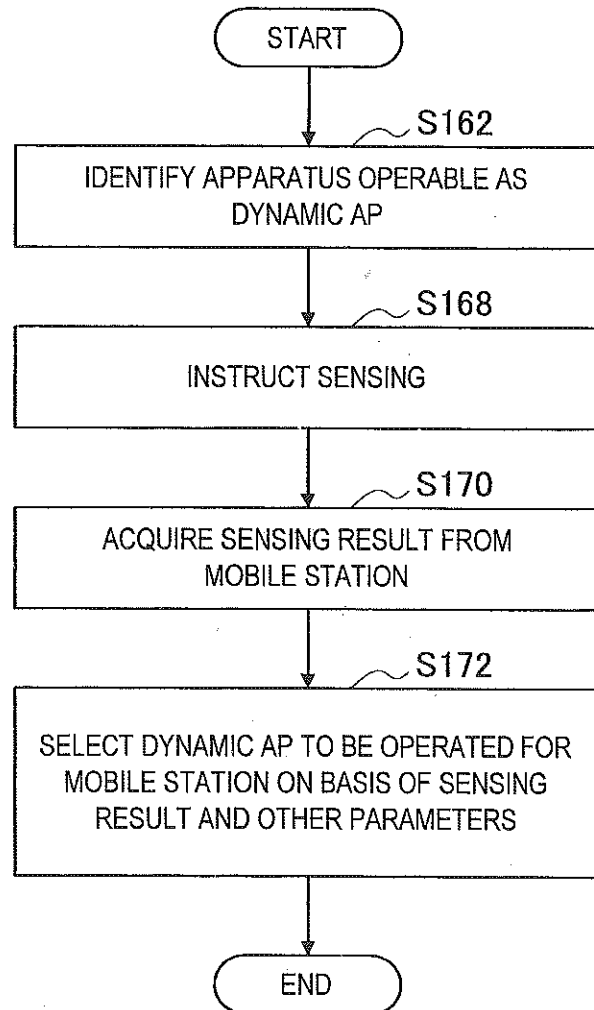 START
S162
IDENTIFY APPARATUS OPERABLE AS
DYNAMIC AP
S168
INSTRUCT SENSING
S170
ACQUIRE SENSING RESULT FROM
MOBILE STATION
S172
SELECT DYNAMIC AP TO BE OPERATED FOR
MOBILE STATION ON BASIS OF SENSING
RESULT AND OTHER PARAMETERS
END